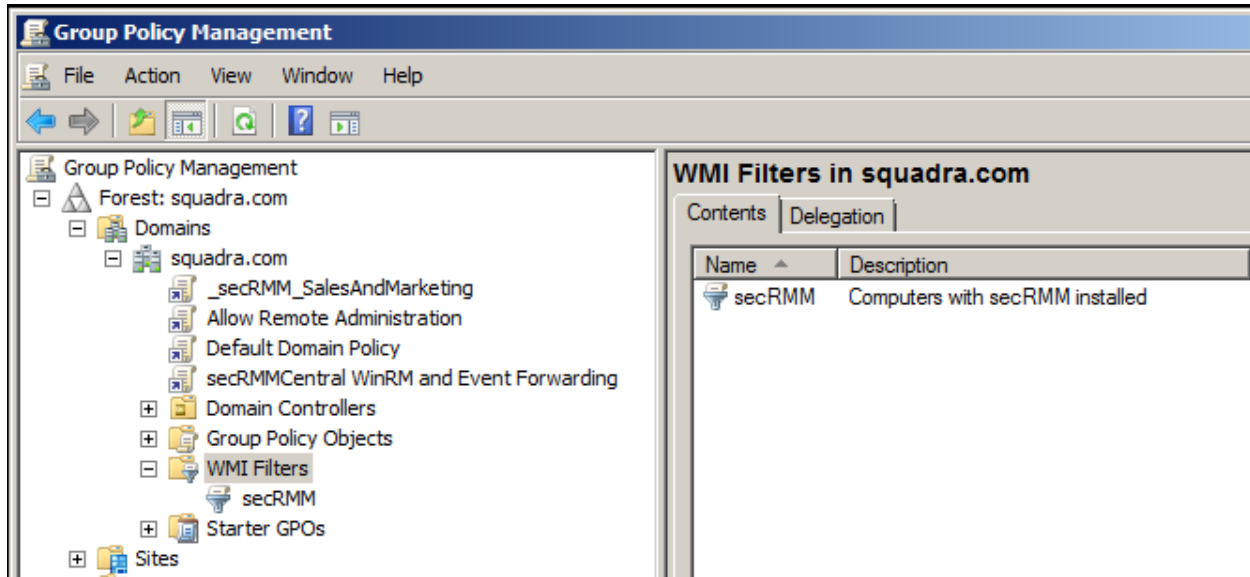 Group Policy Management
File Action View Window Help
Group Policy Management
Forest: squadra.com
Domains
squadra.com
_secRMM_SalesAndMarketing
Allow Remote Administration
Default Domain Policy
secRMMCentral WinRM and Event Forwarding
Domain Controllers
Group Policy Objects
WMI Filters
secRMM
Starter GPOs
Sites
WMI Filters in squadra.com
Contents Delegation
Name Description
secRMM Computers with secRMM installed